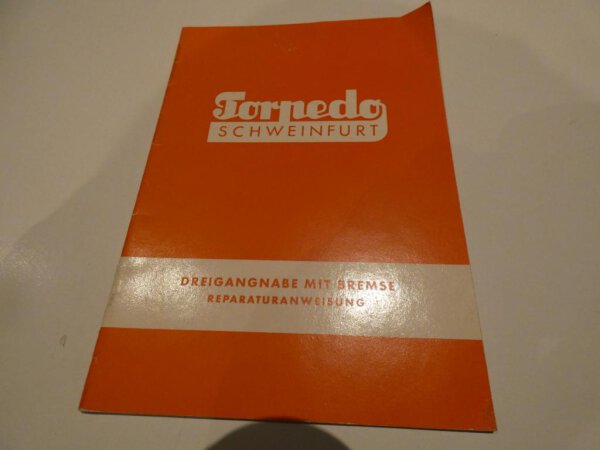 Torpedo
SCHWEINFURT
DREIGANGNABE MIT BREMSE
REPARATURANWEISUNG